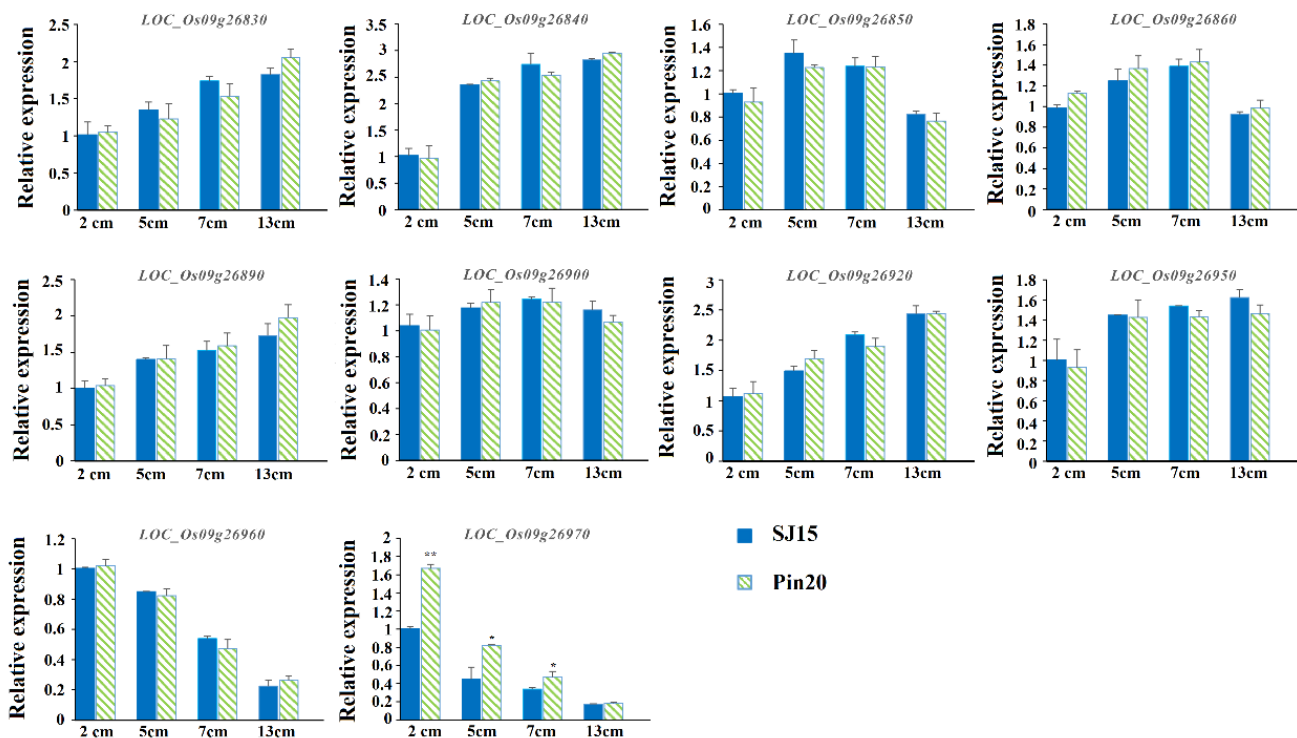 LOC_Os09g26830
Relative expression
2.5
2
1.5
1
0.5
0
2 cm 5cm 7cm 13cm
LOC_Os09g26840
Relative expression
3.5
3
2.5
2
1.5
1
0.5
0
2 cm 5cm 7cm 13cm
LOC_Os09g26850
Relative expression
1.6
1.4
1.2
1
0.8
0.6
0.4
0.2
0
2 cm 5cm 7cm 13cm
LOC_Os09g26860
Relative expression
1.8
1.6
1.4
1.2
1
0.8
0.6
0.4
0.2
0
2 cm 5cm 7cm 13cm
LOC_Os09g26890
Relative expression
2.5
2
1.5
1
0.5
0
2 cm 5cm 7cm 13cm
LOC_Os09g26900
Relative expression
1.4
1.2
1
0.8
0.6
0.4
0.2
0
2 cm 5cm 7cm 13cm
LOC_Os09g26920
Relative expression
3
2.5
2
1.5
1
0.5
0
2 cm 5cm 7cm 13cm
LOC_Os09g26950
Relative expression
1.8
1.6
1.4
1.2
1
0.8
0.6
0.4
0.2
0
2 cm 5cm 7cm 13cm
LOC_Os09g26960
Relative expression
1.2
1
0.8
0.6
0.4
0.2
0
2 cm 5cm 7cm 13cm
LOC_Os09g26970
Relative expression
2
1.8
1.6
1.4
1.2
1
0.8
0.6
0.4
0.2
0
**
*
*
2 cm 5cm 7cm 13cm
SJ15
Pin20